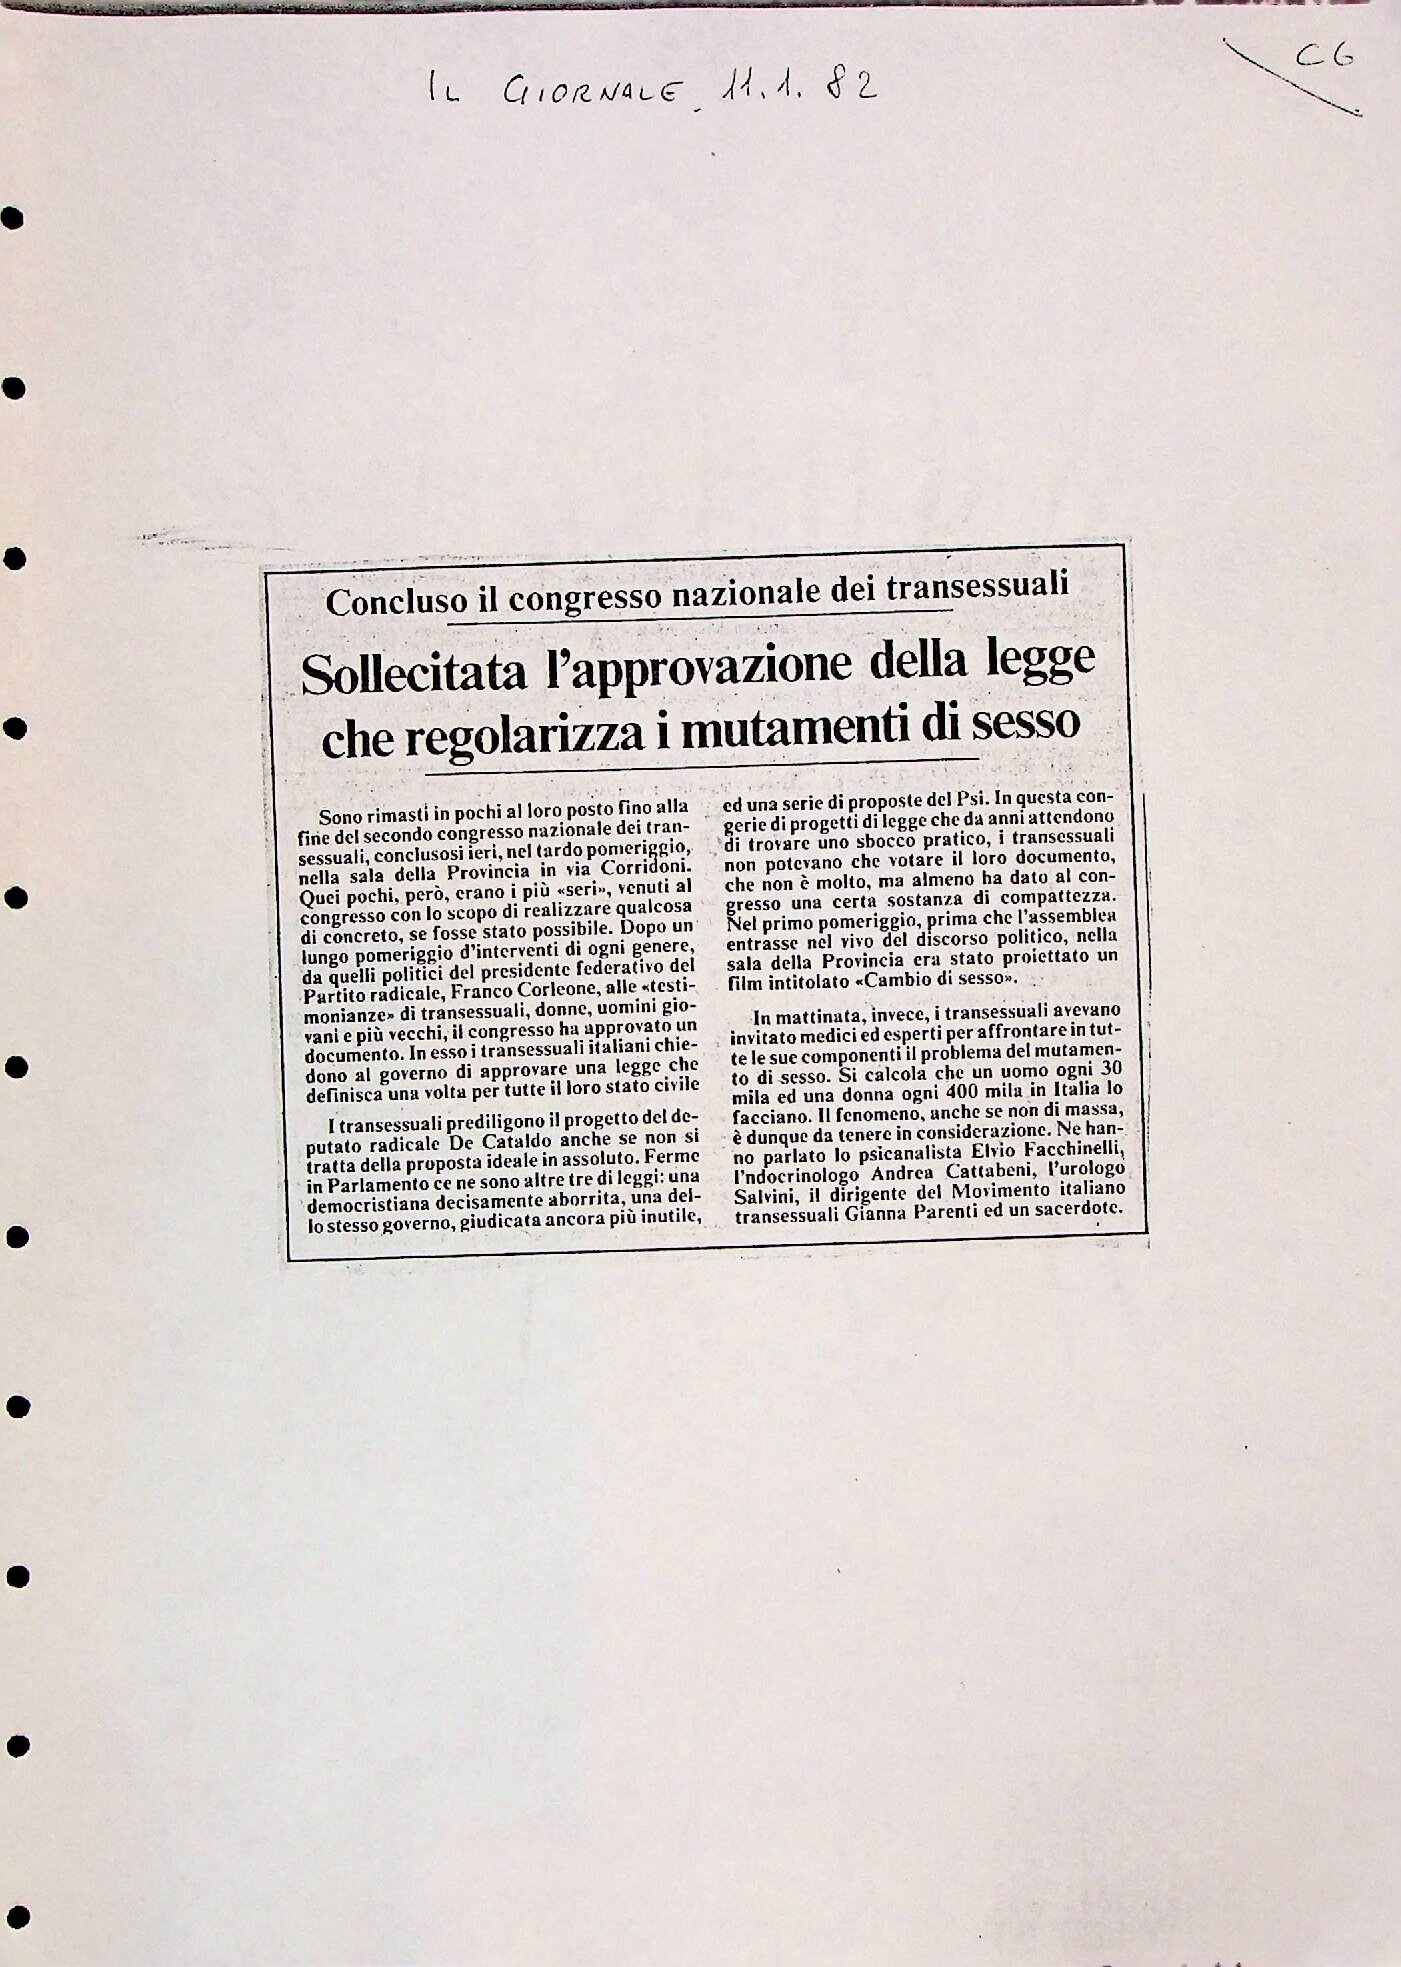 IL GIORNALE 11.1.82
CG
Concluso il congresso nazionale dei transessuali
Sollecitata l'approvazione della legge
che regolarizza i mutamenti di sesso
Sono rimasti in pochi al loro posto fino alla
fine del secondo congresso nazionale dei tran-
sessuali, conclusosi ieri, nel tardo pomeriggio,
nella sala della Provincia in via Corridoni.
Quei pochi, però, erano i più «seri», venuti al
congresso con lo scopo di realizzare qualcosa
di concreto, se fosse stato possibile. Dopo un
lungo pomeriggio d'interventi di ogni genere,
da quelli politici del presidente federativo del
Partito radicale, Franco Corleone, alle «testi-
monianze» di transessuali, donne, uomini gio-
vani e più vecchi, il congresso ha approvato un
documento. In esso i transessuali italiani chie-
dono al governo di approvare una legge che
definisca una volta per tutte il loro stato civile
I transessuali prediligono il progetto del de-
putato radicale De Cataldo anche se non si
tratta della proposta ideale in assoluto. Ferme
in Parlamento ce ne sono altre tre di leggi: una
democristiana decisamente aborrita, una del-
lo stesso governo, giudicata ancora più inutile,
ed una serie di proposte del Psi. In questa con-
gerie di progetti di legge che da anni attendono
di trovare uno sbocco pratico, i transessuali
non potevano che votare il loro documento,
che non è molto, ma almeno ha dato al con-
gresso una certa sostanza di compattezza.
Nel primo pomeriggio, prima che l'assemblea
entrasse nel vivo del discorso politico, nella
sala della Provincia era stato proiettato un
film intitolato «Cambio di sesso».
In mattinata, invece, i transessuali avevano
invitato medici ed esperti per affrontare in tut-
te le sue componenti il problema del mutamen-
to di sesso. Si calcola che un uomo ogni 30
mila ed una donna ogni 400 mila in Italia lo
facciano. Il fenomeno, anche se non di massa,
è dunque da tenere in considerazione. Ne han-
no parlato lo psicanalista Elvio Facchinelli,
l'ndocrinologo Andrea Cattabeni, l'urologo
Salvini, il dirigente del Movimento italiano
transessuali Gianna Parenti ed un sacerdote.